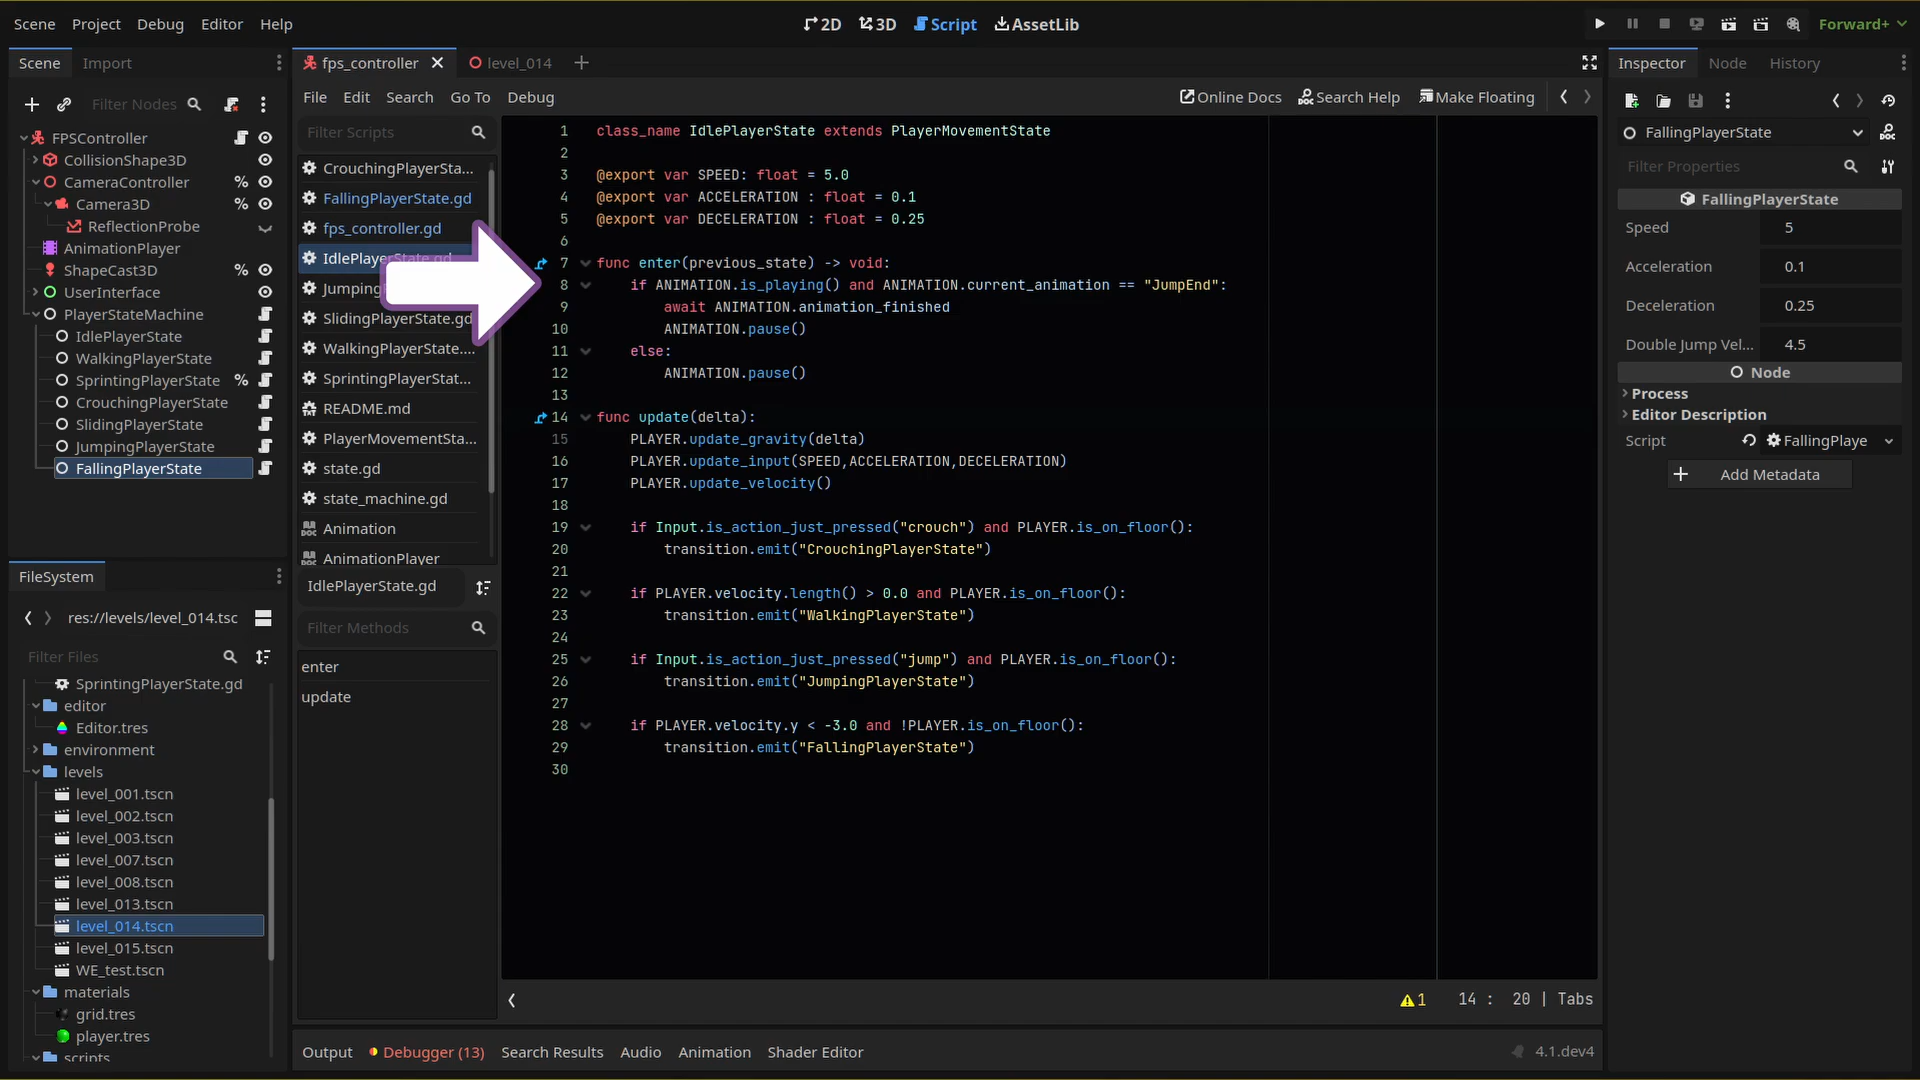 Scene Project Debug Editor Help
2D 3D Script AssetLib
Forward+
Scene Import
Filter Nodes
FPSController
CollisionShape3D
CameraController %
Camera3D %
ReflectionProbe
AnimationPlayer
ShapeCast3D %
UserInterface
PlayerStateMachine
IdlePlayerState
WalkingPlayerState
SprintingPlayerState %
CrouchingPlayerState
SlidingPlayerState
JumpingPlayerState
FallingPlayerState
FileSystem
res://levels/level_014.tsc
Filter Files
SprintingPlayerState.gd
editor
Editor.tres
environment
levels
level_001.tscn
level_002.tscn
level_003.tscn
level_007.tscn
level_008.tscn
level_013.tscn
level_014.tscn
level_015.tscn
WE_test.tscn
materials
grid.tres
player.tres
scripts
fps_controller level_014
File Edit Search Go To Debug
Online Docs Search Help Make Floating
Filter Scripts
CrouchingPlayerSta...
FallingPlayerState.gd
fps_controller.gd
IdlePlayerState.gd
Jumping
SlidingPlayerState.gd
WalkingPlayerState....
SprintingPlayerStat...
README.md
PlayerMovementSta...
state.gd
state_machine.gd
Animation
AnimationPlayer
IdlePlayerState.gd
Filter Methods
enter
update
1 class_name IdlePlayerState extends PlayerMovementState
2
3 @export var SPEED: float = 5.0
4 @export var ACCELERATION : float = 0.1
5 @export var DECELERATION : float = 0.25
6
7 func enter(previous_state) -> void:
8 if ANIMATION.is_playing() and ANIMATION.current_animation == "JumpEnd":
9 await ANIMATION.animation_finished
10 ANIMATION.pause()
11 else:
12 ANIMATION.pause()
13
14 func update(delta):
15 PLAYER.update_gravity(delta)
16 PLAYER.update_input(SPEED,ACCELERATION,DECELERATION)
17 PLAYER.update_velocity()
18
19 if Input.is_action_just_pressed("crouch") and PLAYER.is_on_floor():
20 transition.emit("CrouchingPlayerState")
21
22 if PLAYER.velocity.length() > 0.0 and PLAYER.is_on_floor():
23 transition.emit("WalkingPlayerState")
24
25 if Input.is_action_just_pressed("jump") and PLAYER.is_on_floor():
26 transition.emit("JumpingPlayerState")
27
28 if PLAYER.velocity.y < -3.0 and !PLAYER.is_on_floor():
29 transition.emit("FallingPlayerState")
30
1 14 : 20 | Tabs
Output Debugger (13) Search Results Audio Animation Shader Editor
4.1.dev4
Inspector Node History
FallingPlayerState
Filter Properties
FallingPlayerState
Speed 5
Acceleration 0.1
Deceleration 0.25
Double Jump Vel... 4.5
Node
Process
Editor Description
Script FallingPlaye
Add Metadata